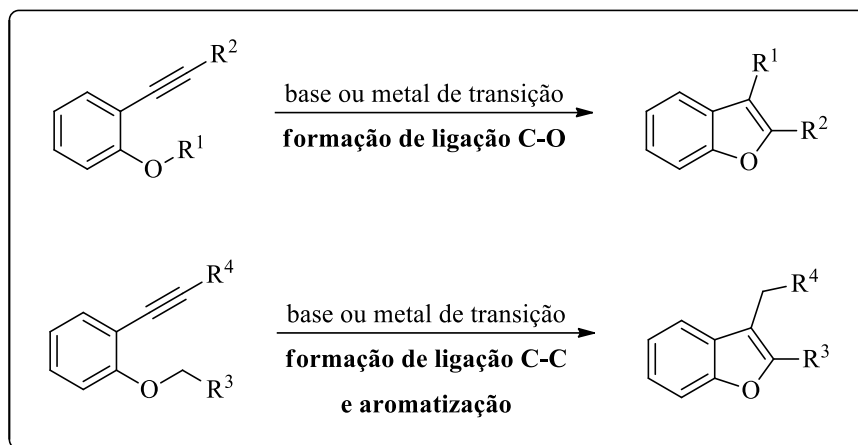 R²
base ou metal de transição
formação de ligação C-O
O
R¹
R¹
R²
O
R⁴
base ou metal de transição
formação de ligação C-C
e aromatização
O
R³
R⁴
R³
O